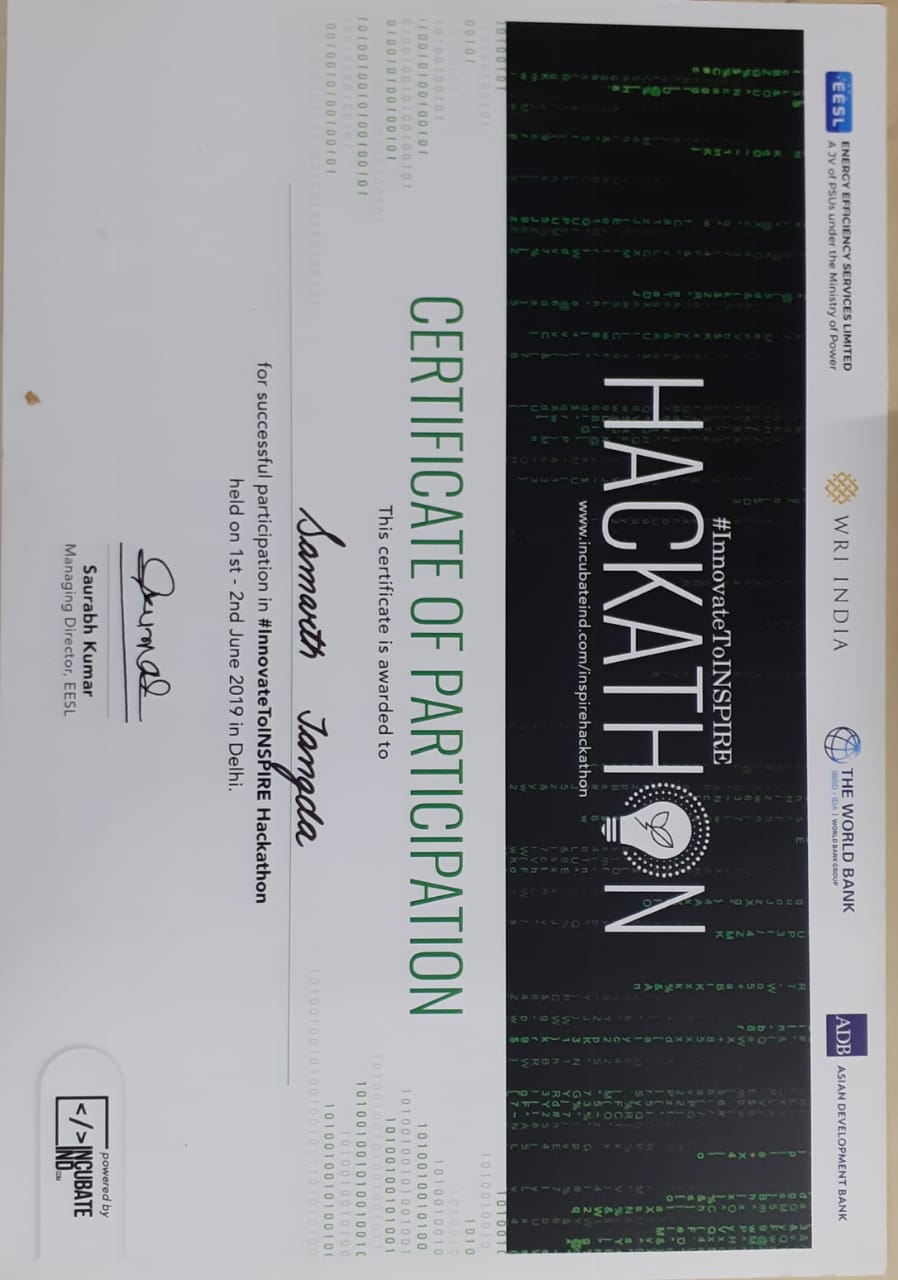 EESL ENERGY EFFICIENCY SERVICES LIMITED
A JV of PSUs under the Ministry of Power
WRI INDIA
THE WORLD BANK
IBRD - IDA | WORLD BANK GROUP
ADB ASIAN DEVELOPMENT BANK
#InnovateToINSPIRE
HACKATHON
www.incubateind.com/inspirehackathon
CERTIFICATE OF PARTICIPATION
This certificate is awarded to
Samarth Jangda
for successful participation in #InnovateToINSPIRE Hackathon
held on 1st - 2nd June 2019 in Delhi.
Saurabh Kumar
Managing Director, EESL
powered by
</> INCUBATE
IND.COM